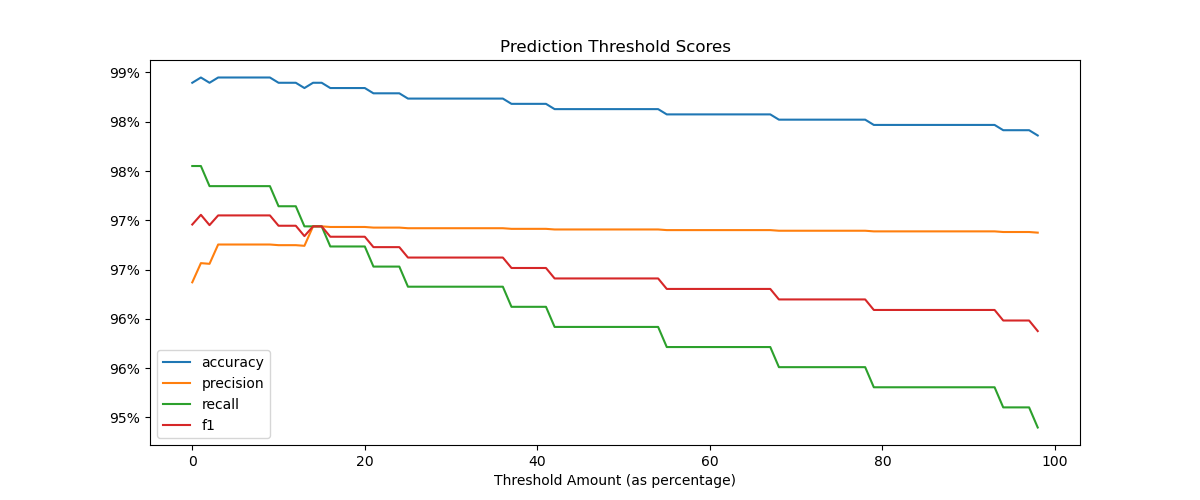 Prediction Threshold Scores
99%
98%
98%
97%
97%
96%
96%
95%
accuracy
precision
recall
f1
0 20 40 60 80 100
Threshold Amount (as percentage)